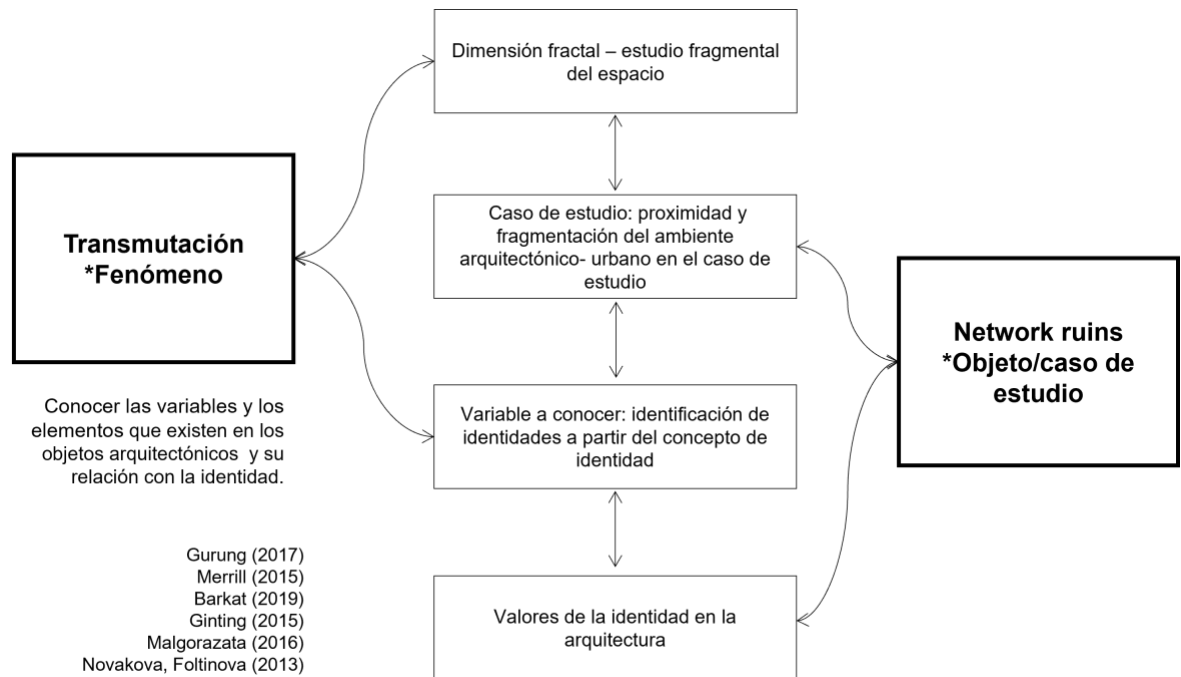 Dimensión fractal – estudio fragmental
del espacio
Transmutación
*Fenómeno
Caso de estudio: proximidad y
fragmentación del ambiente
arquitectónico- urbano en el caso de
estudio
Network ruins
*Objeto/caso de
estudio
Conocer las variables y los
elementos que existen en los
objetos arquitectónicos y su
relación con la identidad.
Variable a conocer: identificación de
identidades a partir del concepto de
identidad
Gurung (2017)
Merrill (2015)
Barkat (2019)
Ginting (2015)
Malgorazata (2016)
Novakova, Foltinova (2013)
Valores de la identidad en la
arquitectura